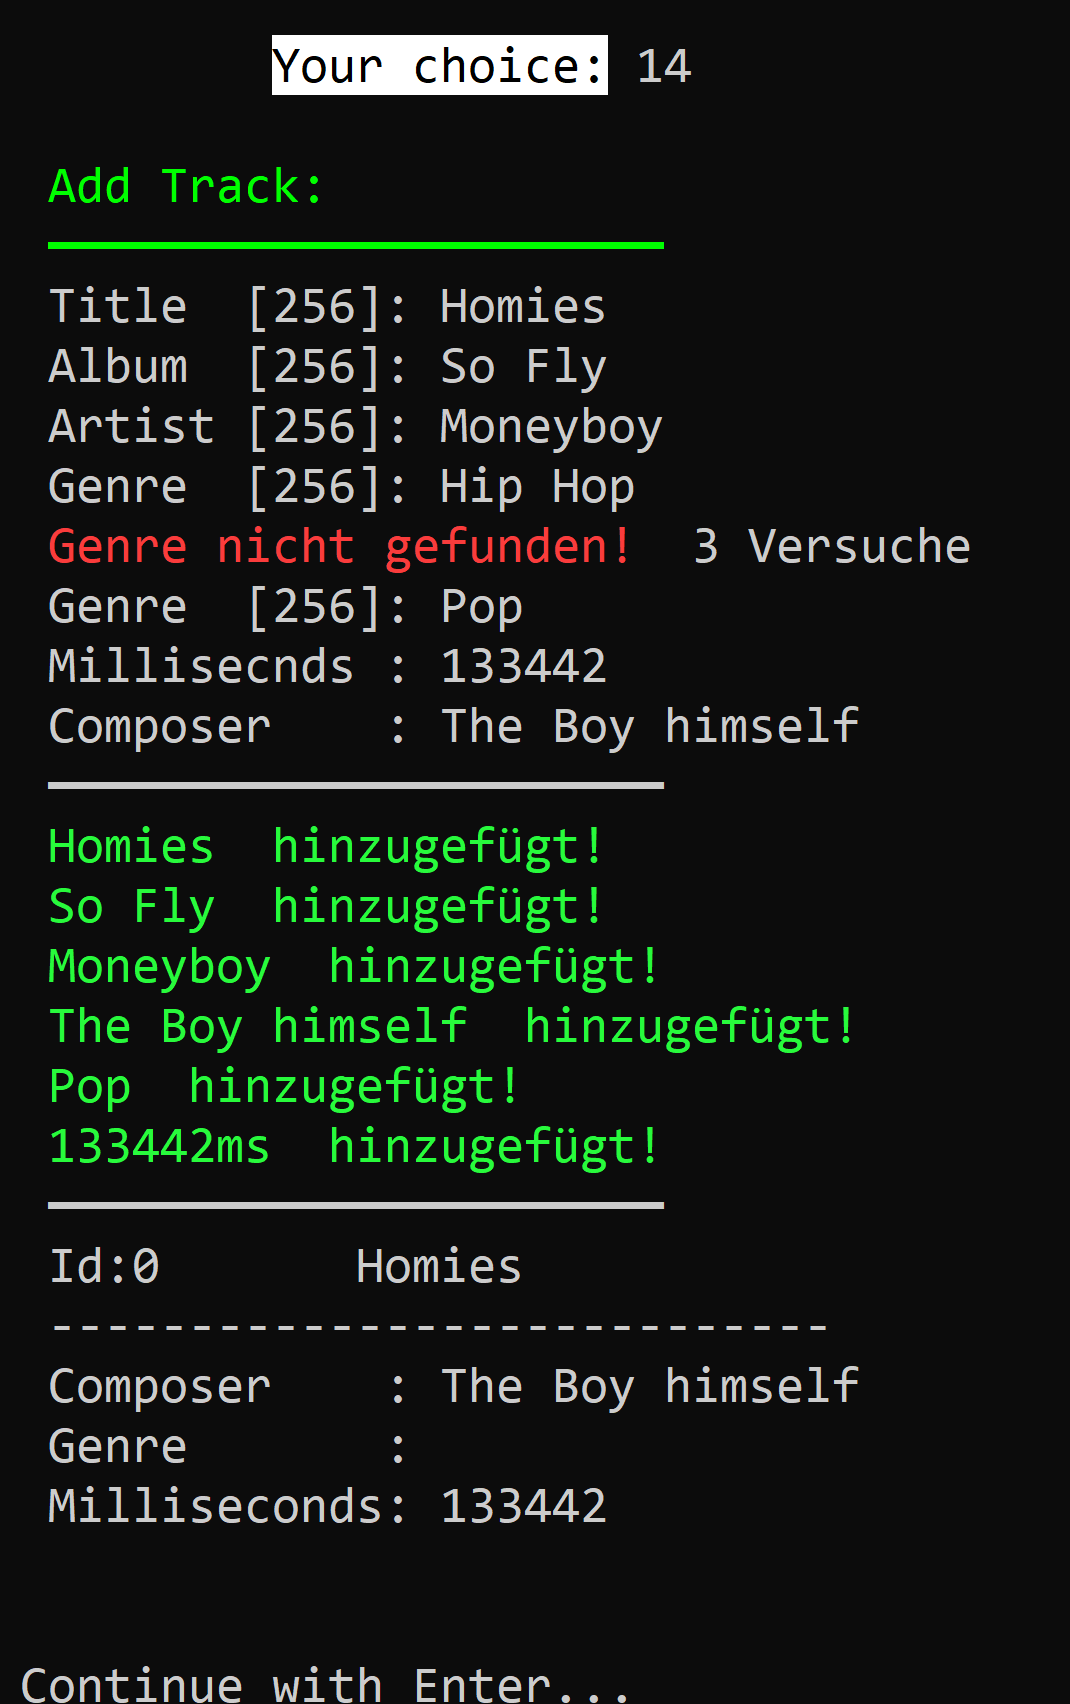 Your choice: 14
Add Track:
Title  [256]: Homies
Album  [256]: So Fly
Artist [256]: Moneyboy
Genre  [256]: Hip Hop
Genre nicht gefunden!  3 Versuche
Genre  [256]: Pop
Millisecnds : 133442
Composer    : The Boy himself
Homies  hinzugefügt!
So Fly  hinzugefügt!
Moneyboy  hinzugefügt!
The Boy himself  hinzugefügt!
Pop  hinzugefügt!
133442ms  hinzugefügt!
Id:0       Homies
----------------------------
Composer    : The Boy himself
Genre       :
Milliseconds: 133442
Continue with Enter...